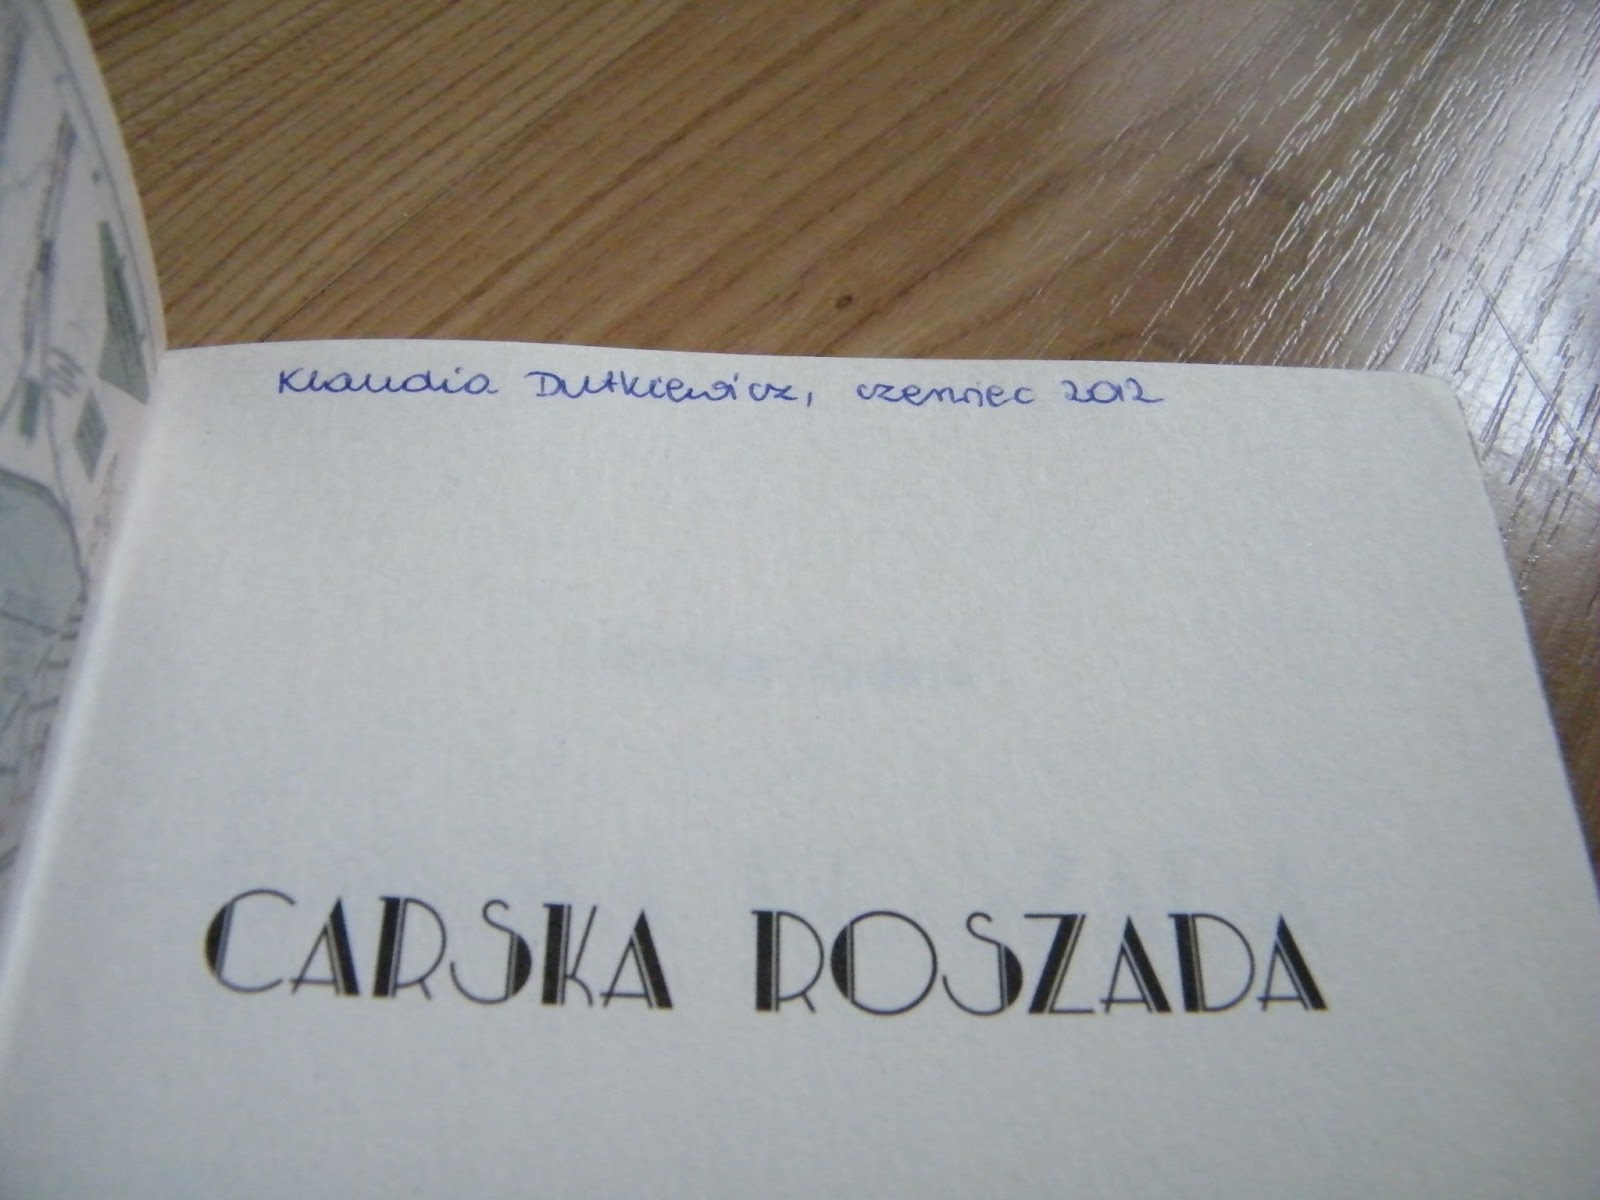 Klaudia Dutkiewicz, czerwiec 2012
CARSKA ROSZADA